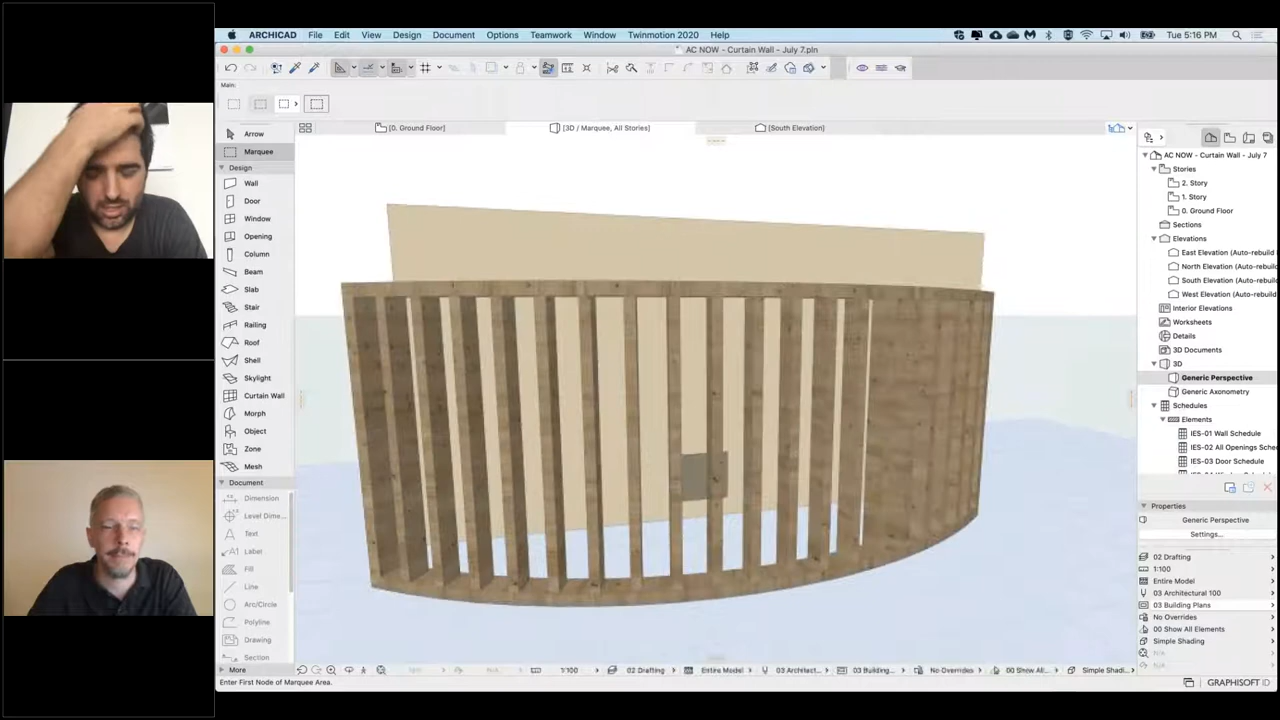 ARCHICAD File Edit View Design Document Options Teamwork Window Twinmotion 2020 Help
Tue 5:16 PM
AC NOW - Curtain Wall - July 7.pln
Main:
[0. Ground Floor]
[3D / Marquee, All Stories]
[South Elevation]
Arrow
Marquee
Design
Wall
Door
Window
Opening
Column
Beam
Slab
Stair
Railing
Roof
Shell
Skylight
Curtain Wall
Morph
Object
Zone
Mesh
Document
Dimension
Level Dime...
Text
Label
Fill
Line
Arc/Circle
Polyline
Drawing
Section
More
AC NOW - Curtain Wall - July 7
Stories
2. Story
1. Story
0. Ground Floor
Sections
Elevations
East Elevation (Auto-rebuild
North Elevation (Auto-rebuild
South Elevation (Auto-rebuild
West Elevation (Auto-rebuild
Interior Elevations
Worksheets
Details
3D Documents
3D
Generic Perspective
Generic Axonometry
Schedules
Elements
IES-01 Wall Schedule
IES-02 All Openings Sche
IES-03 Door Schedule
Properties
Generic Perspective
Settings...
02 Drafting
1:100
Entire Model
03 Architectural 100
03 Building Plans
No Overrides
00 Show All Elements
Simple Shading
N/A
N/A
N/A N/A 1:100 02 Drafting Entire Model 03 Architect... 03 Building... No Overrides 00 Show All... Simple Shadi...
Enter First Node of Marquee Area.
GRAPHISOFT ID